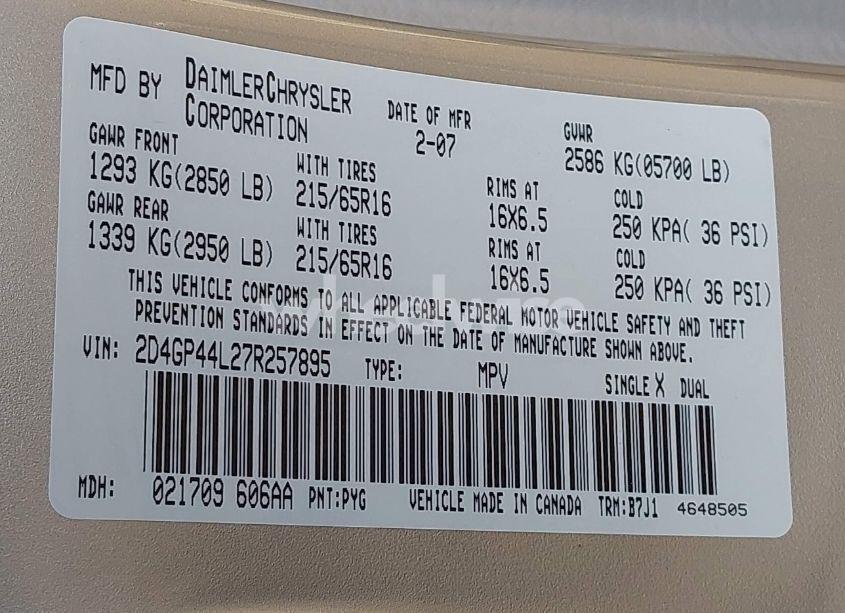 MFD BY DAIMLERCHRYSLER CORPORATION DATE OF MFR 2-07 GVWR 2586 KG(05700 LB)
GAWR FRONT WITH TIRES RIMS AT COLD
1293 KG(2850 LB) 215/65R16 16X6.5 250 KPA( 36 PSI)
GAWR REAR WITH TIRES RIMS AT COLD
1339 KG(2950 LB) 215/65R16 16X6.5 250 KPA( 36 PSI)
THIS VEHICLE CONFORMS TO ALL APPLICABLE FEDERAL MOTOR VEHICLE SAFETY AND THEFT
PREVENTION STANDARDS IN EFFECT ON THE DATE OF MANUFACTURE SHOWN ABOVE.
VIN: 2D4GP44L27R257895 TYPE: MPV SINGLE X DUAL
MDH: 021709 606AA PNT:PYG VEHICLE MADE IN CANADA TRM:B7J1 4648505